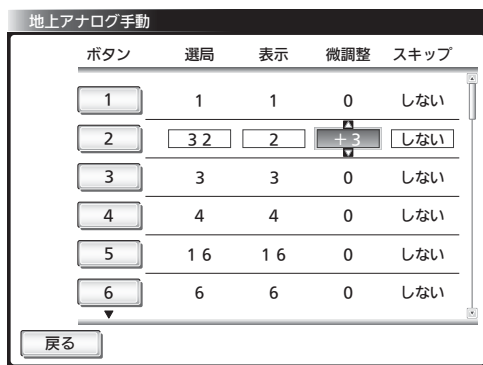 地上アナログ手動
ボタン 選局 表示 微調整 スキップ
1 1 1 0 しない
2 32 2 +3 しない
3 3 3 0 しない
4 4 4 0 しない
5 16 16 0 しない
6 6 6 0 しない
戻る